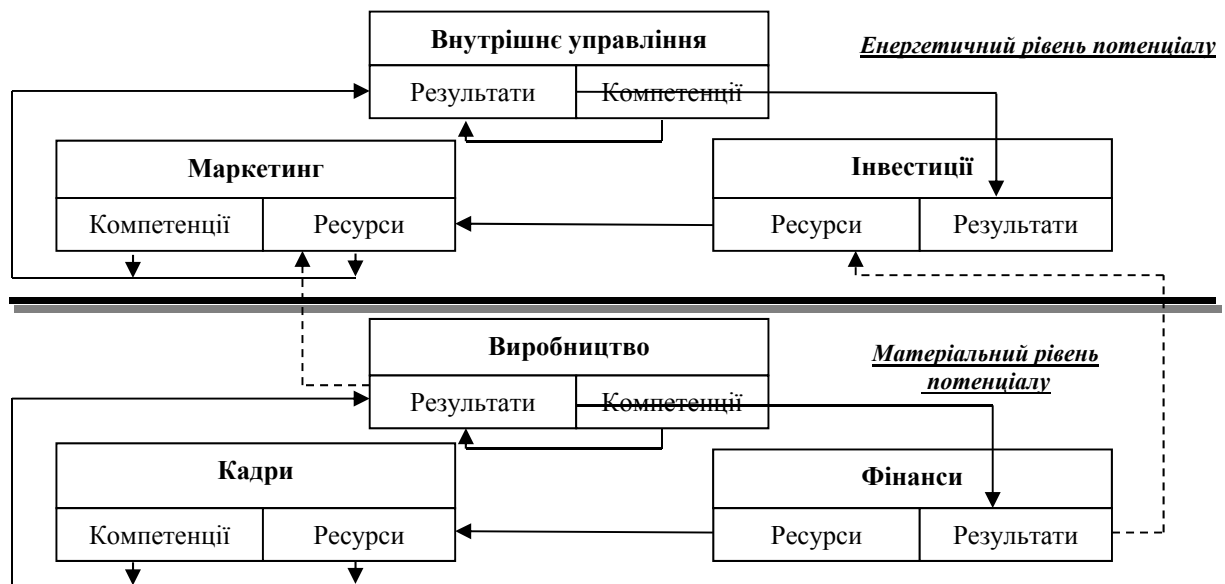 Внутрішнє управління
Енергетичний рівень потенціалу
Результати
Компетенції
Маркетинг
Інвестиції
Компетенції
Ресурси
Ресурси
Результати
Виробництво
Матеріальний рівень
потенціалу
Результати
Компетенції
Кадри
Фінанси
Компетенції
Ресурси
Ресурси
Результати